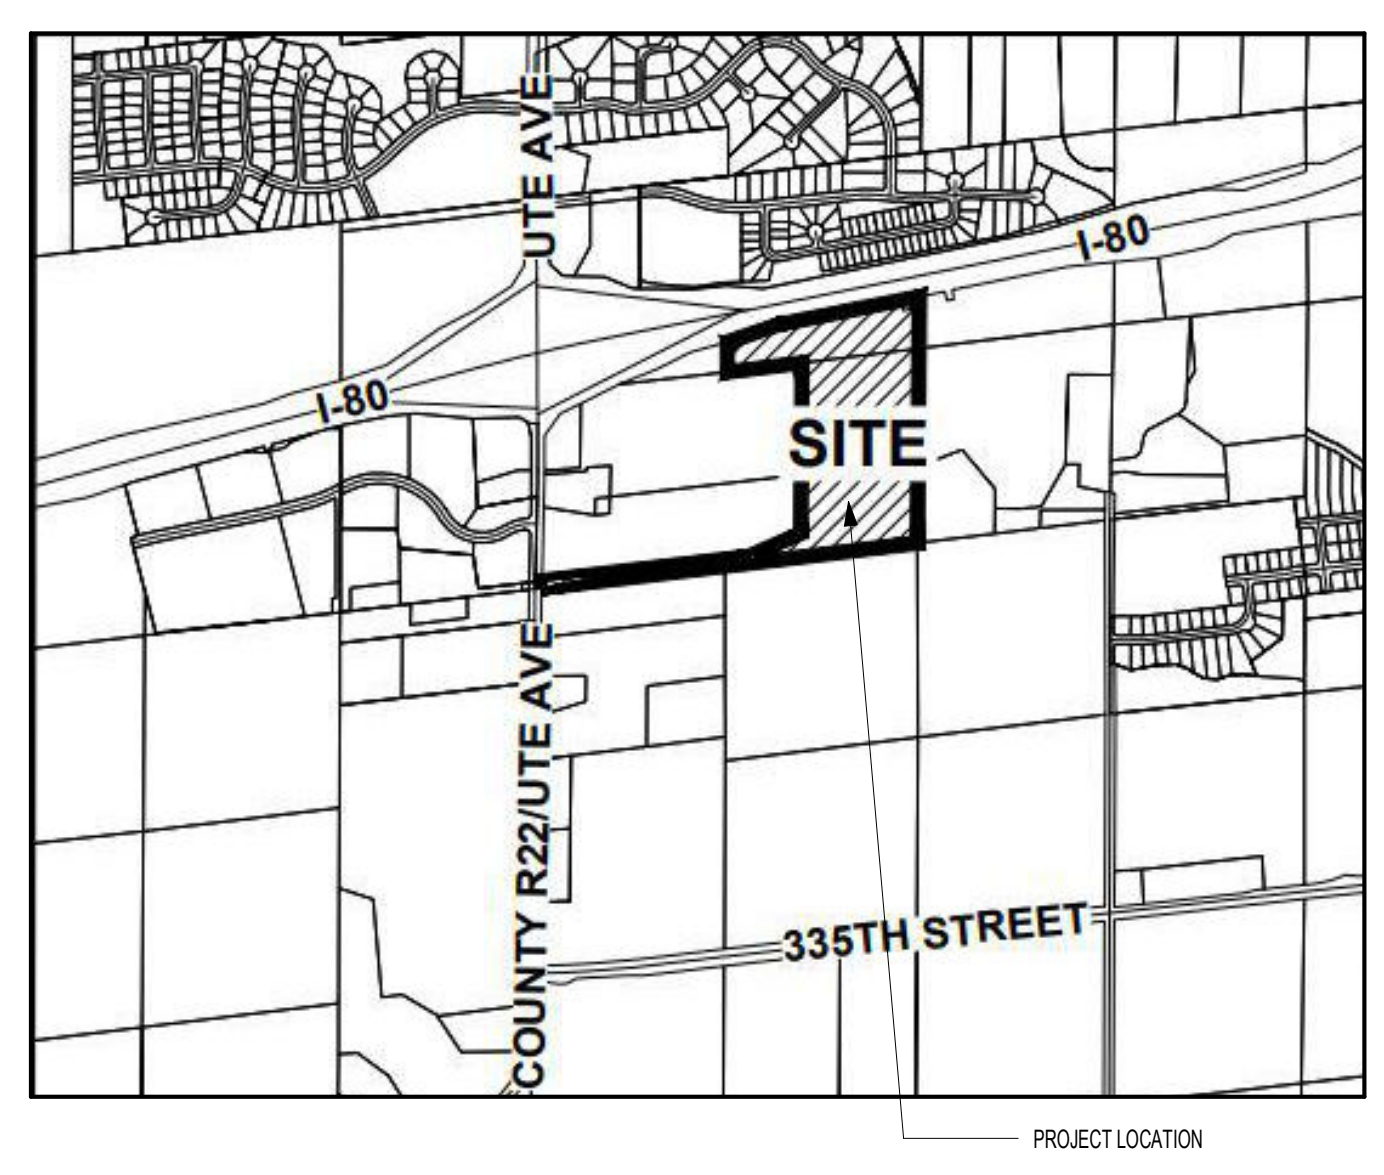 UTE AVE
I-80
I-80
SITE
COUNTY R22/UTE AVE
335TH STREET
PROJECT LOCATION